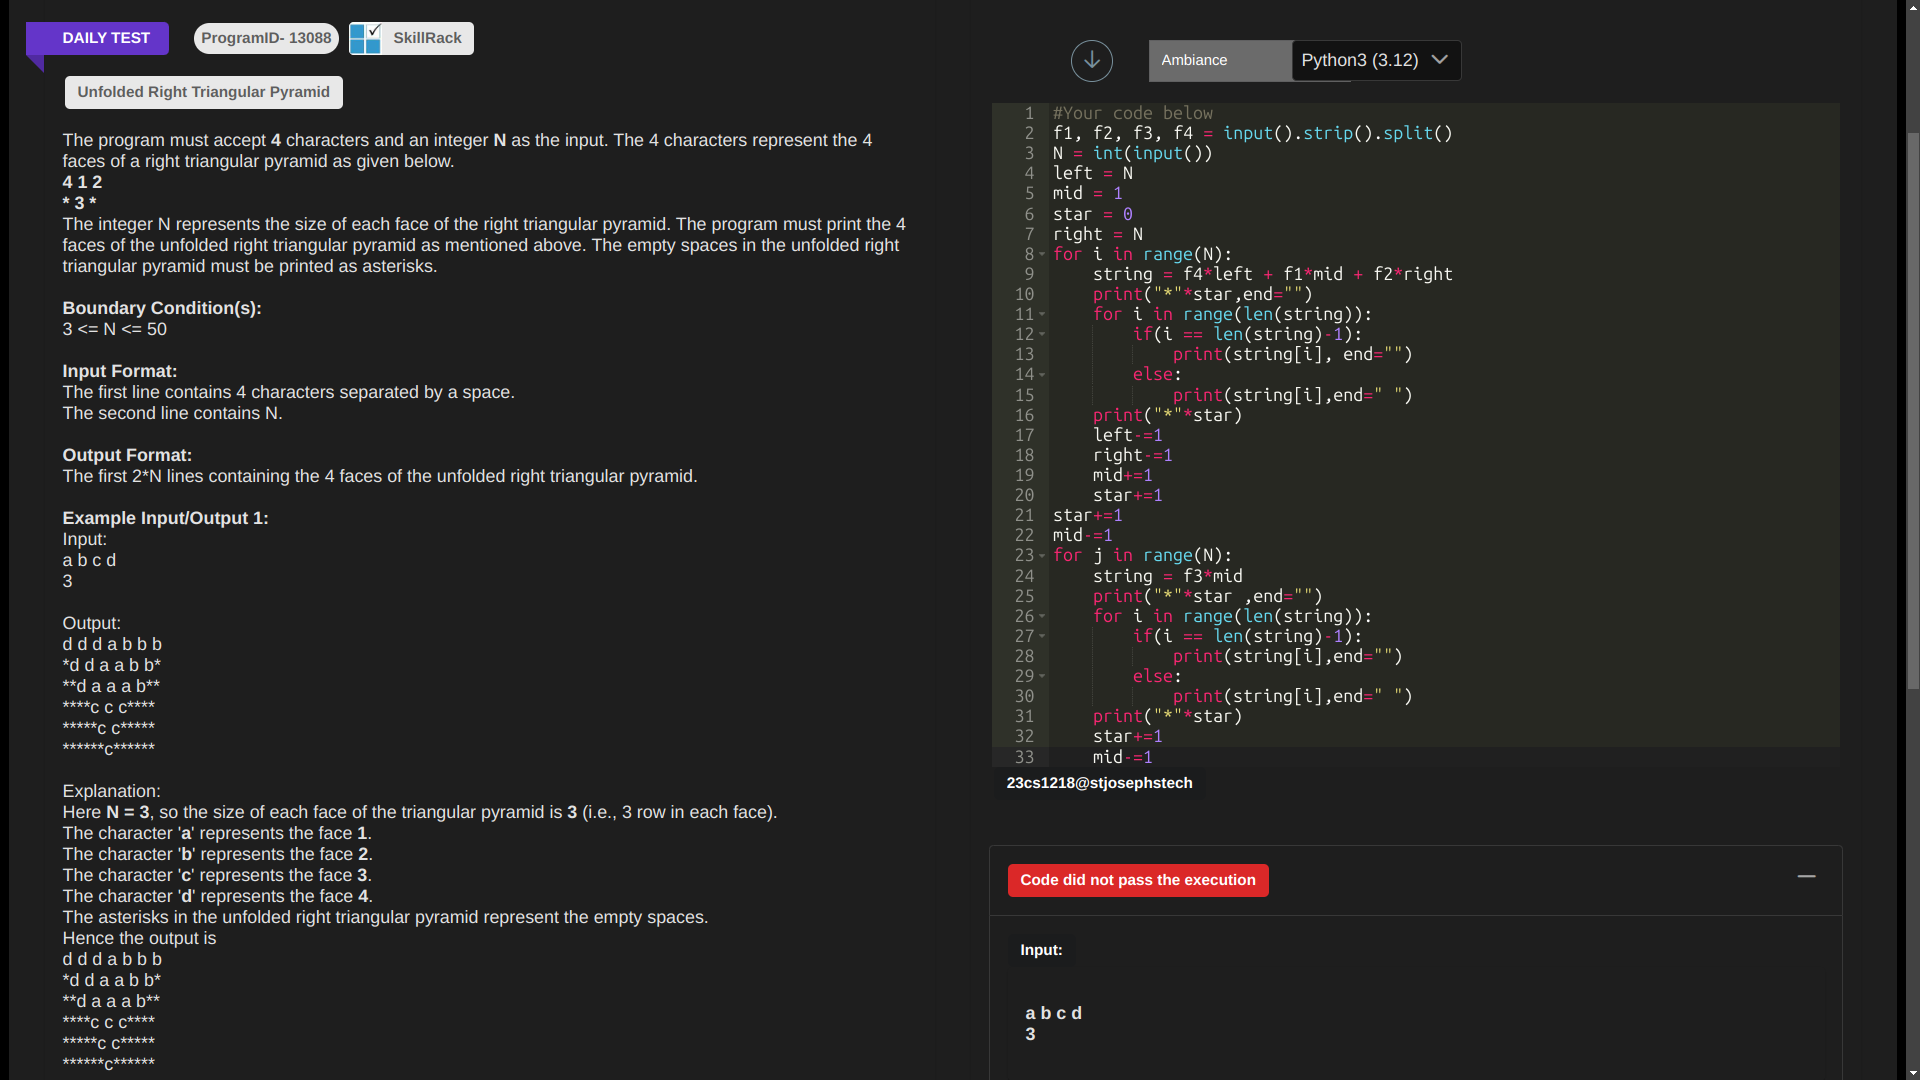 DAILY TEST
ProgramID- 13088
SkillRack
Unfolded Right Triangular Pyramid
The program must accept 4 characters and an integer N as the input. The 4 characters represent the 4
faces of a right triangular pyramid as given below.
4 1 2
* 3 *
The integer N represents the size of each face of the right triangular pyramid. The program must print the 4
faces of the unfolded right triangular pyramid as mentioned above. The empty spaces in the unfolded right
triangular pyramid must be printed as asterisks.
Boundary Condition(s):
3 <= N <= 50
Input Format:
The first line contains 4 characters separated by a space.
The second line contains N.
Output Format:
The first 2*N lines containing the 4 faces of the unfolded right triangular pyramid.
Example Input/Output 1:
Input:
a b c d
3
Output:
d d d a b b b
*d d a a b b*
**d a a a b**
****c c c****
*****c c*****
******c******
Explanation:
Here N = 3, so the size of each face of the triangular pyramid is 3 (i.e., 3 row in each face).
The character 'a' represents the face 1.
The character 'b' represents the face 2.
The character 'c' represents the face 3.
The character 'd' represents the face 4.
The asterisks in the unfolded right triangular pyramid represent the empty spaces.
Hence the output is
d d d a b b b
*d d a a b b*
**d a a a b**
****c c c****
*****c c*****
******c******
Ambiance
Python3 (3.12)
1 #Your code below
2 f1, f2, f3, f4 = input().strip().split()
3 N = int(input())
4 left = N
5 mid = 1
6 star = 0
7 right = N
8 for i in range(N):
9     string = f4*left + f1*mid + f2*right
10     print("*"*star,end="")
11     for i in range(len(string)):
12         if(i == len(string)-1):
13             print(string[i], end="")
14         else:
15             print(string[i],end=" ")
16     print("*"*star)
17     left-=1
18     right-=1
19     mid+=1
20     star+=1
21 star+=1
22 mid-=1
23 for j in range(N):
24     string = f3*mid
25     print("*"*star ,end="")
26     for i in range(len(string)):
27         if(i == len(string)-1):
28             print(string[i],end="")
29         else:
30             print(string[i],end=" ")
31     print("*"*star)
32     star+=1
33     mid-=1
23cs1218@stjosephstech
Code did not pass the execution
Input:
a b c d
3